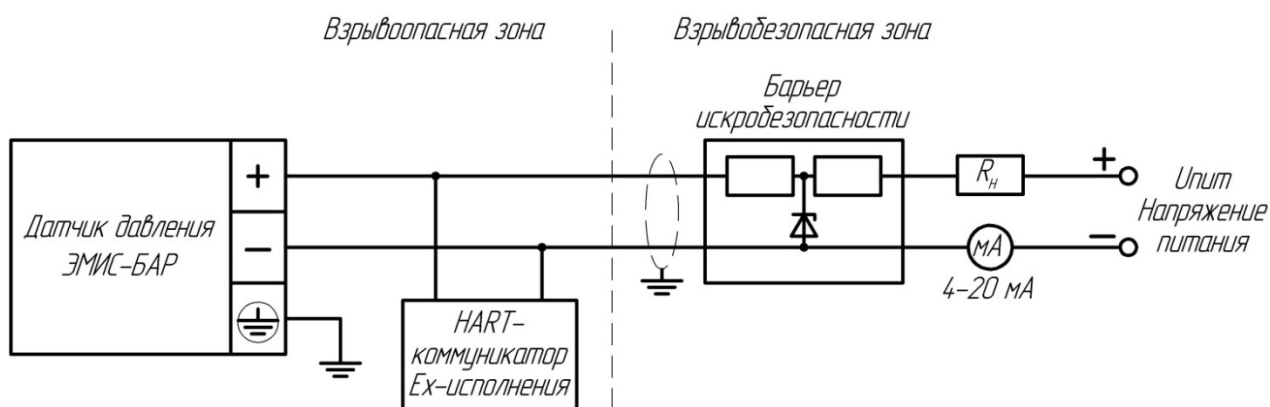 Взрывоопасная зона
Взрывобезопасная зона
Барьер
искробезопасности
+
Rн
+
Uпит
Напряжение
питания
Датчик давления
ЭМИС-БАР
−
мА
−
4-20 мА
HART-
коммуникатор
Ex-исполнения